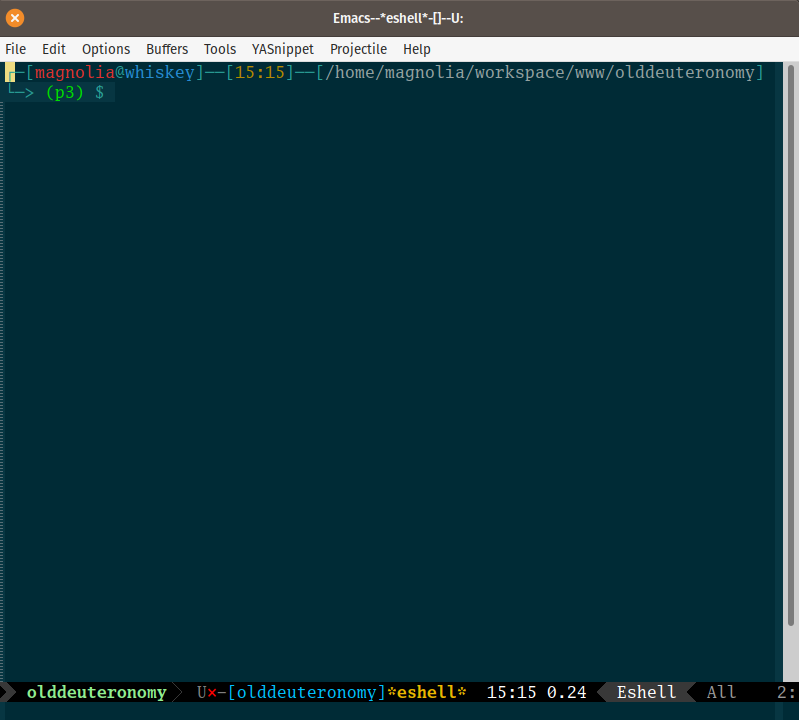 Emacs--*eshell*-[]--U:
File Edit Options Buffers Tools YASnippet Projectile Help
┌─[magnolia@whiskey]──[15:15]──[/home/magnolia/workspace/www/olddeuteronomy]
└─> (p3) $
olddeuteronomy U×-[olddeuteronomy]*eshell* 15:15 0.24 Eshell All 2: